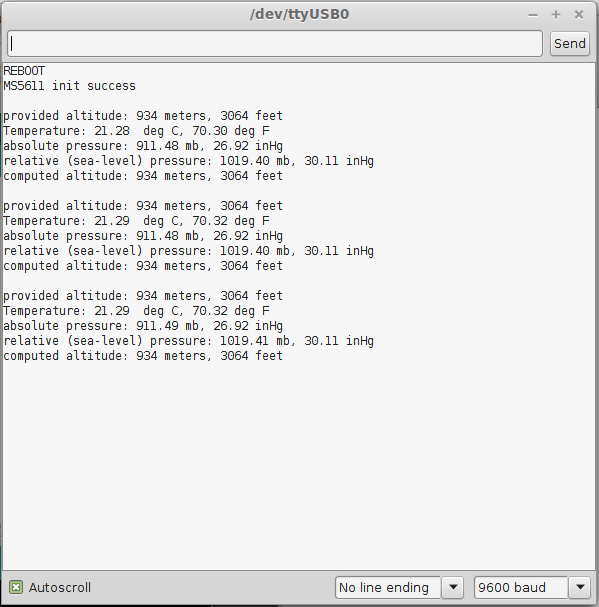 /dev/ttyUSB0
Send
REBOOT
MS5611 init success
provided altitude: 934 meters, 3064 feet
Temperature: 21.28  deg C, 70.30 deg F
absolute pressure: 911.48 mb, 26.92 inHg
relative (sea-level) pressure: 1019.40 mb, 30.11 inHg
computed altitude: 934 meters, 3064 feet
provided altitude: 934 meters, 3064 feet
Temperature: 21.29  deg C, 70.32 deg F
absolute pressure: 911.48 mb, 26.92 inHg
relative (sea-level) pressure: 1019.40 mb, 30.11 inHg
computed altitude: 934 meters, 3064 feet
provided altitude: 934 meters, 3064 feet
Temperature: 21.29  deg C, 70.32 deg F
absolute pressure: 911.49 mb, 26.92 inHg
relative (sea-level) pressure: 1019.41 mb, 30.11 inHg
computed altitude: 934 meters, 3064 feet
Autoscroll
No line ending
9600 baud